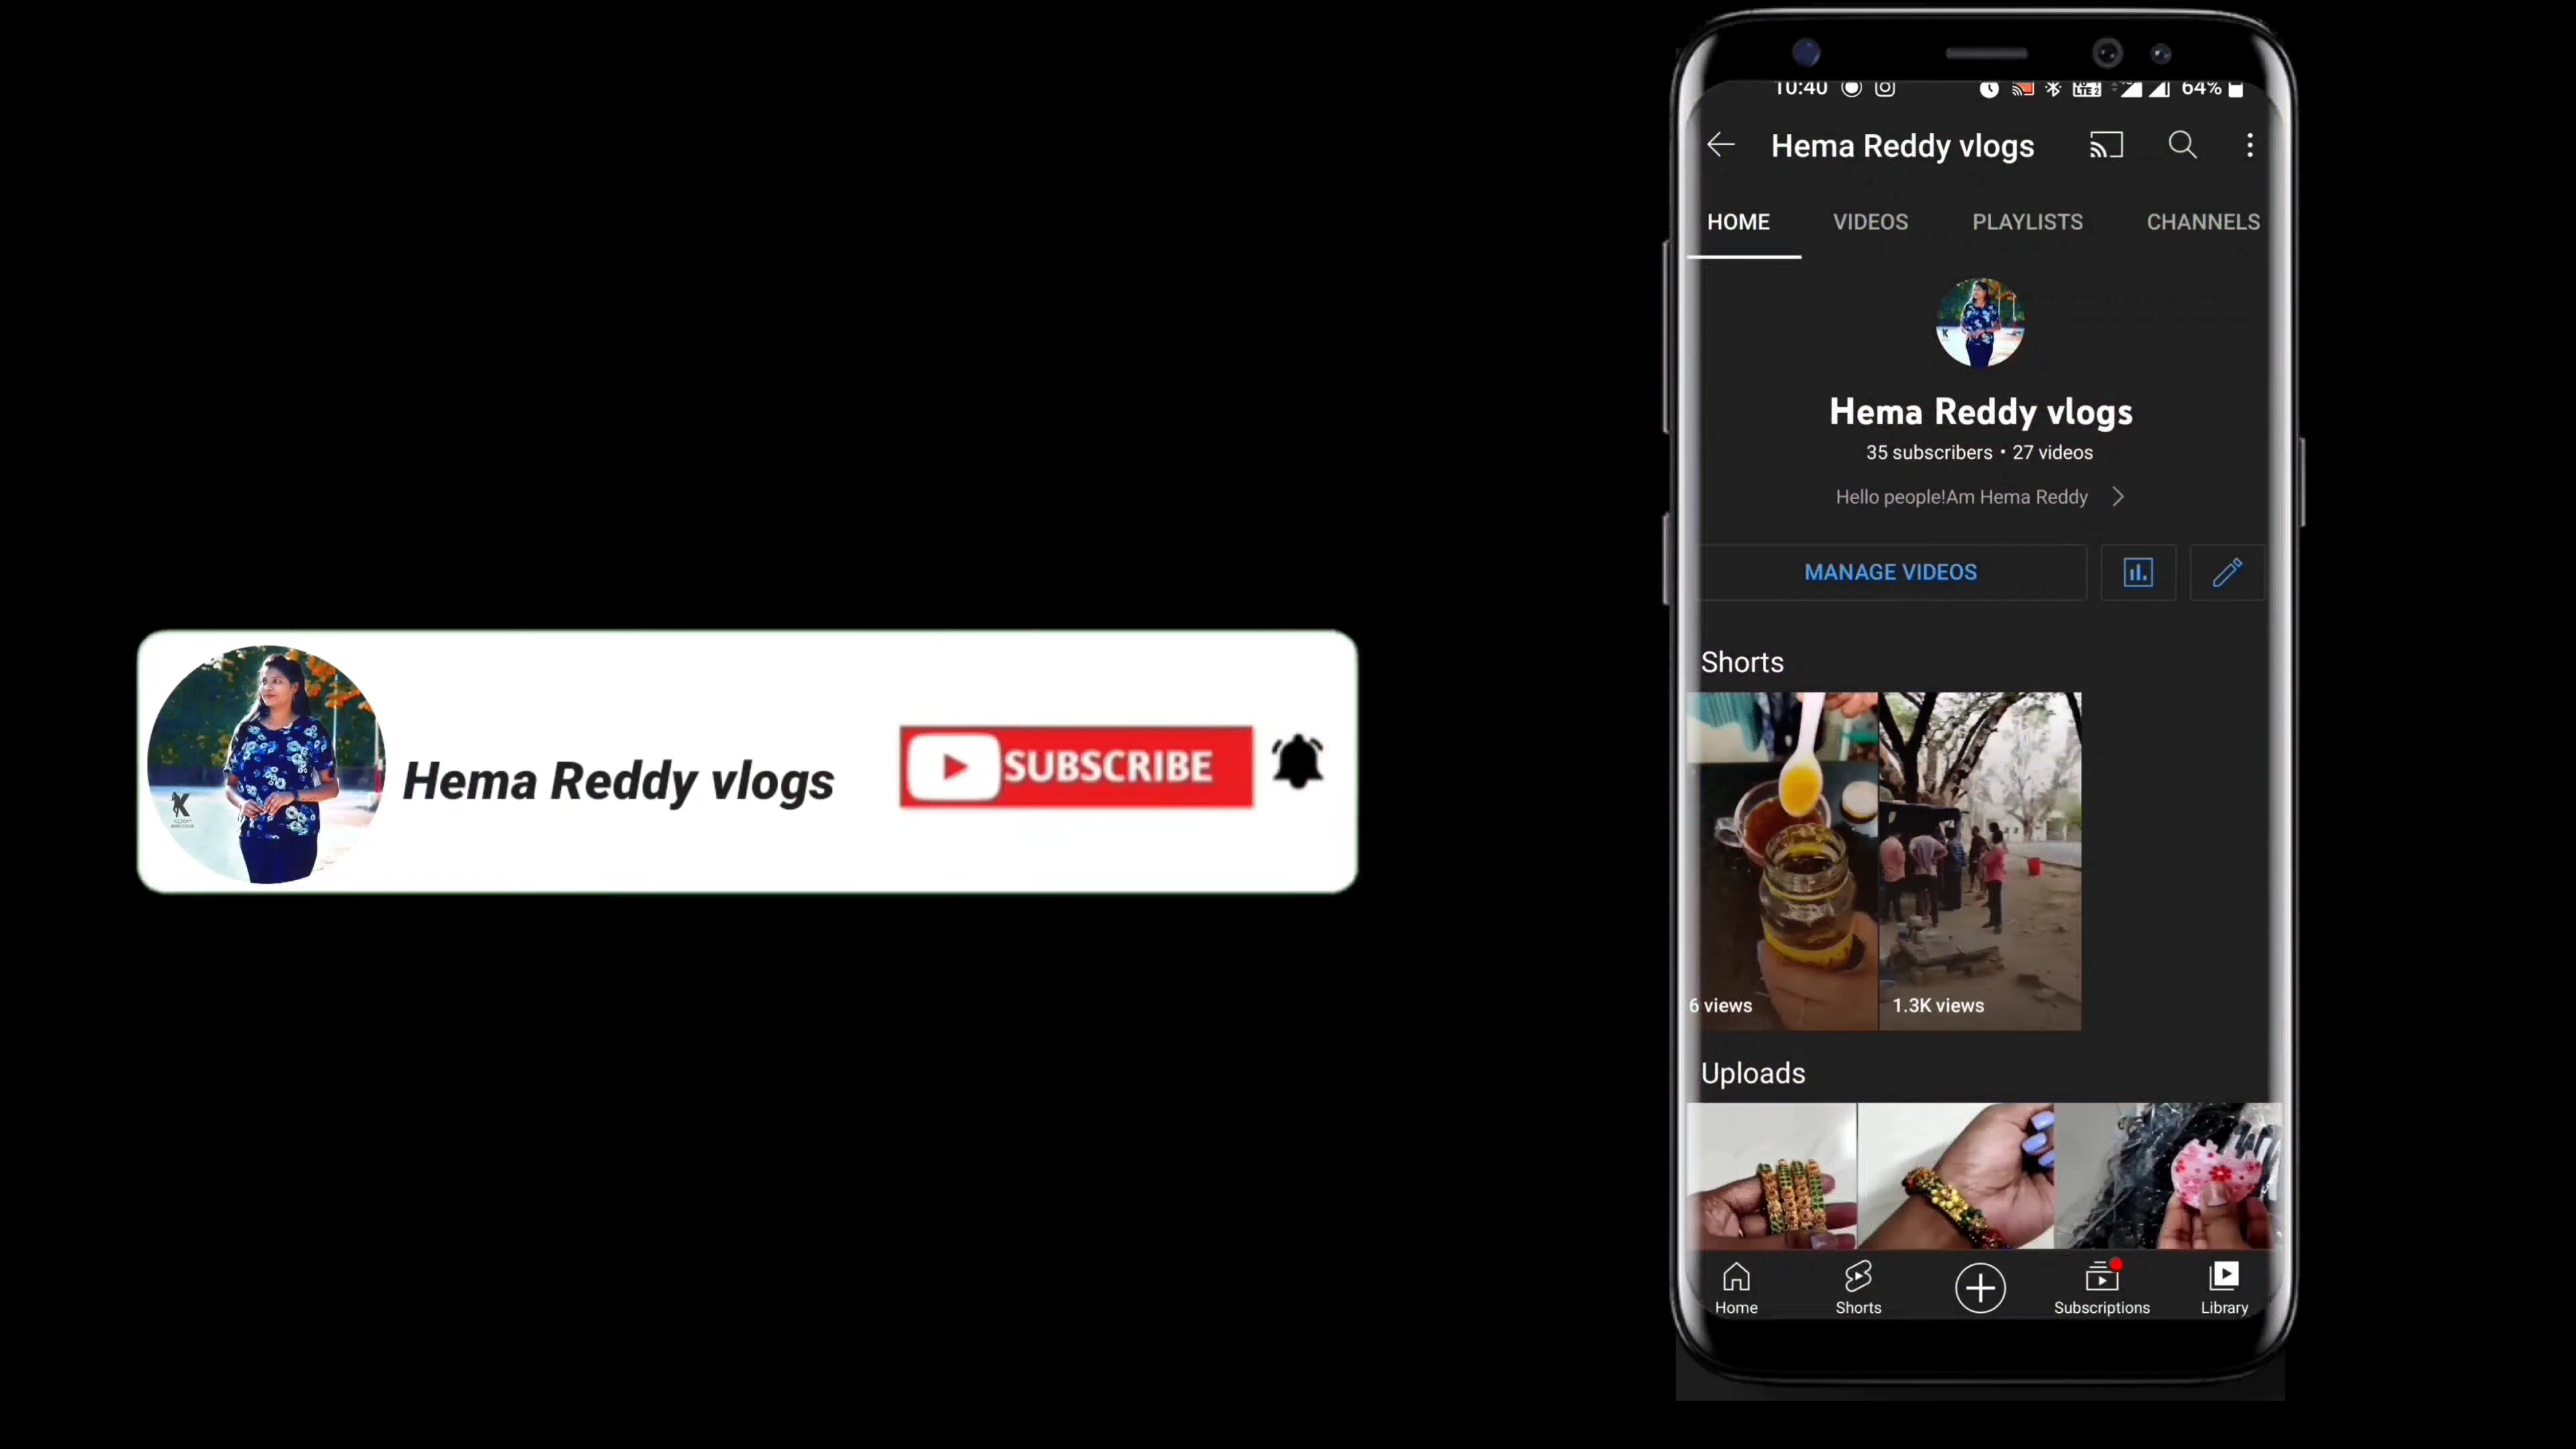 Hema Reddy vlogs
SUBSCRIBE
10:40
64%
Hema Reddy vlogs
HOME
VIDEOS
PLAYLISTS
CHANNELS
Hema Reddy vlogs
35 subscribers • 27 videos
Hello people!Am Hema Reddy
MANAGE VIDEOS
Shorts
6 views
1.3K views
Uploads
Home
Shorts
Subscriptions
Library